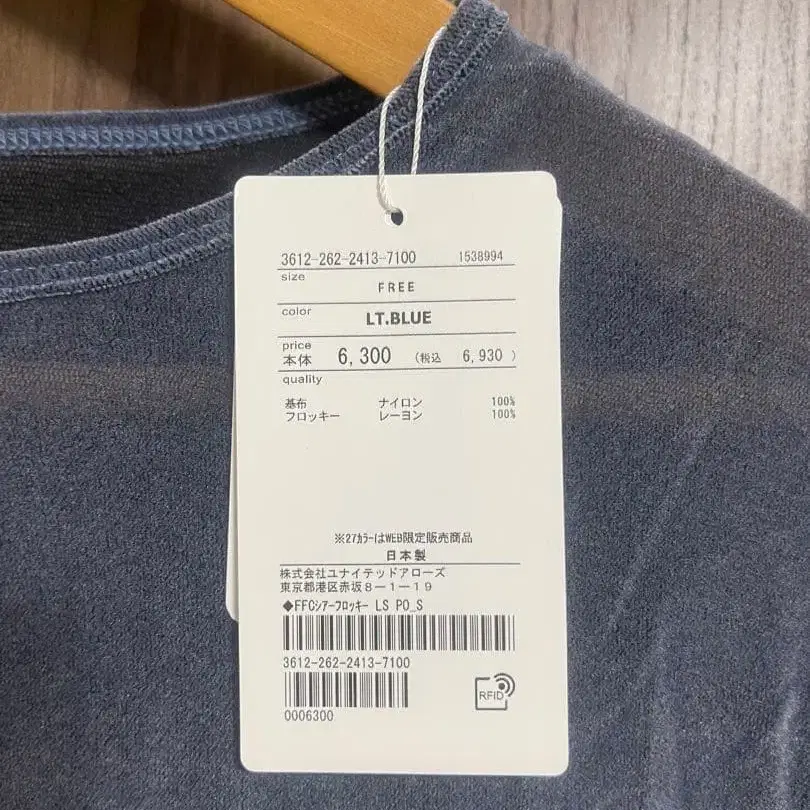 3612-262-2413-7100 1538994
size
FREE
color
LT.BLUE
price
本体 6,300 (税込 6,930 )
quality
基布 ナイロン 100%
フロッキー レーヨン 100%
※27ｶﾗｰはWEB限定販売商品
日本製
株式会社ユナイテッドアローズ
東京都港区赤坂8-1-19
◆FFCｼｱｰﾌﾛｯｷｰ LS PO_S
3612-262-2413-7100
0006300
RFID